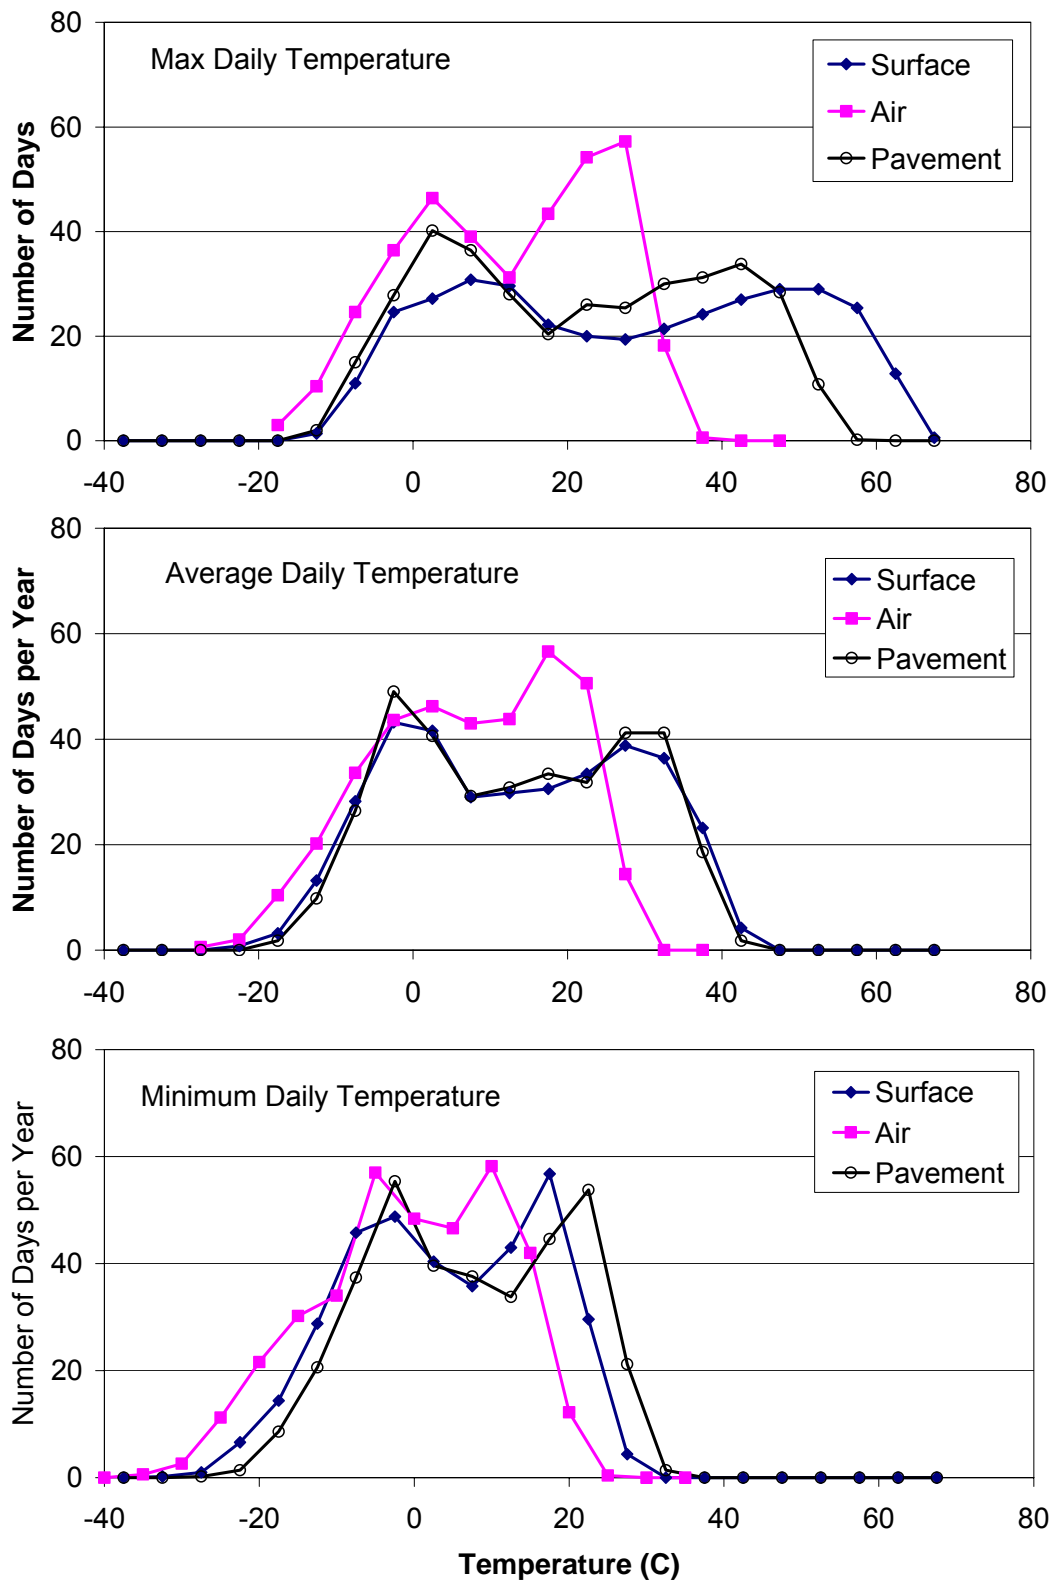 80
Max Daily Temperature
Surface
Air
Pavement
60
40
20
0
Number of Days
-40 -20 0 20 40 60 80
80
Average Daily Temperature
Surface
Air
Pavement
60
40
20
0
Number of Days per Year
-40 -20 0 20 40 60 80
80
Minimum Daily Temperature
Surface
Air
Pavement
60
40
20
0
Number of Days per Year
-40 -20 0 20 40 60 80
Temperature (C)